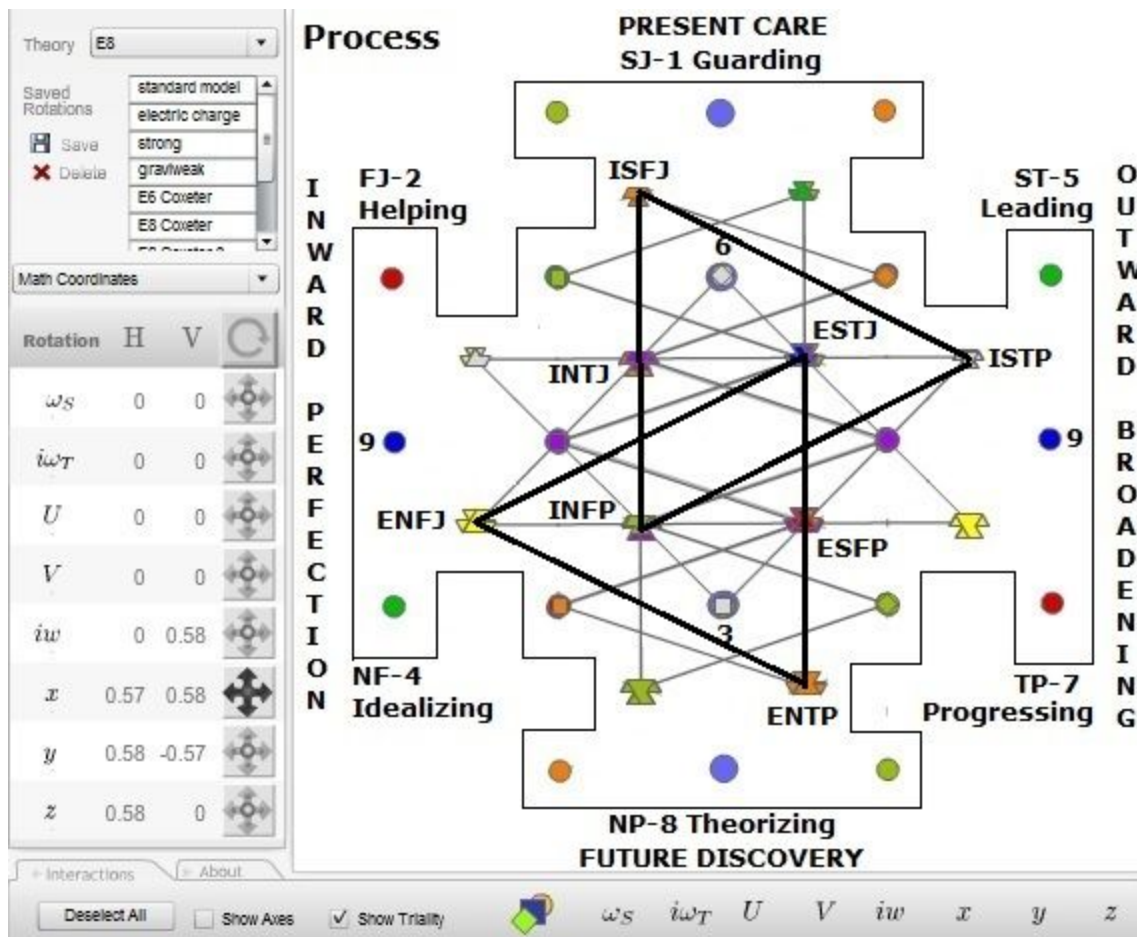 Theory
E8
Saved
Rotations
Save
Delete
standard model
electric charge
strong
graviweak
E6 Coxeter
E8 Coxeter
Math Coordinates
Rotation H V
ωS 0 0
iωT 0 0
U 0 0
V 0 0
iw 0 0.58
x 0.57 0.58
y 0.58 -0.57
z 0.58 0
Process
PRESENT CARE
SJ-1 Guarding
INWARD PERFECTION
FJ-2
Helping
ISFJ
ST-5
Leading
OUTWARD BROADENING
6
ESTJ
INTJ
ISTP
9
9
ENFJ
INFP
ESFP
3
NF-4
Idealizing
ENTP
TP-7
Progressing
NP-8 Theorizing
FUTURE DISCOVERY
Interactions
About
Deselect All
Show Axes
Show Triality
ωS iωT U V iw x y z